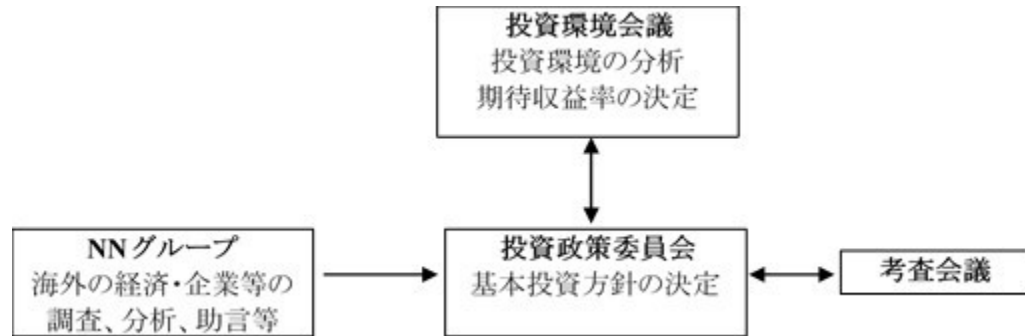 投資環境会議
投資環境の分析
期待収益率の決定
NNグループ
海外の経済・企業等の
調査、分析、助言等
投資政策委員会
基本投資方針の決定
考査会議